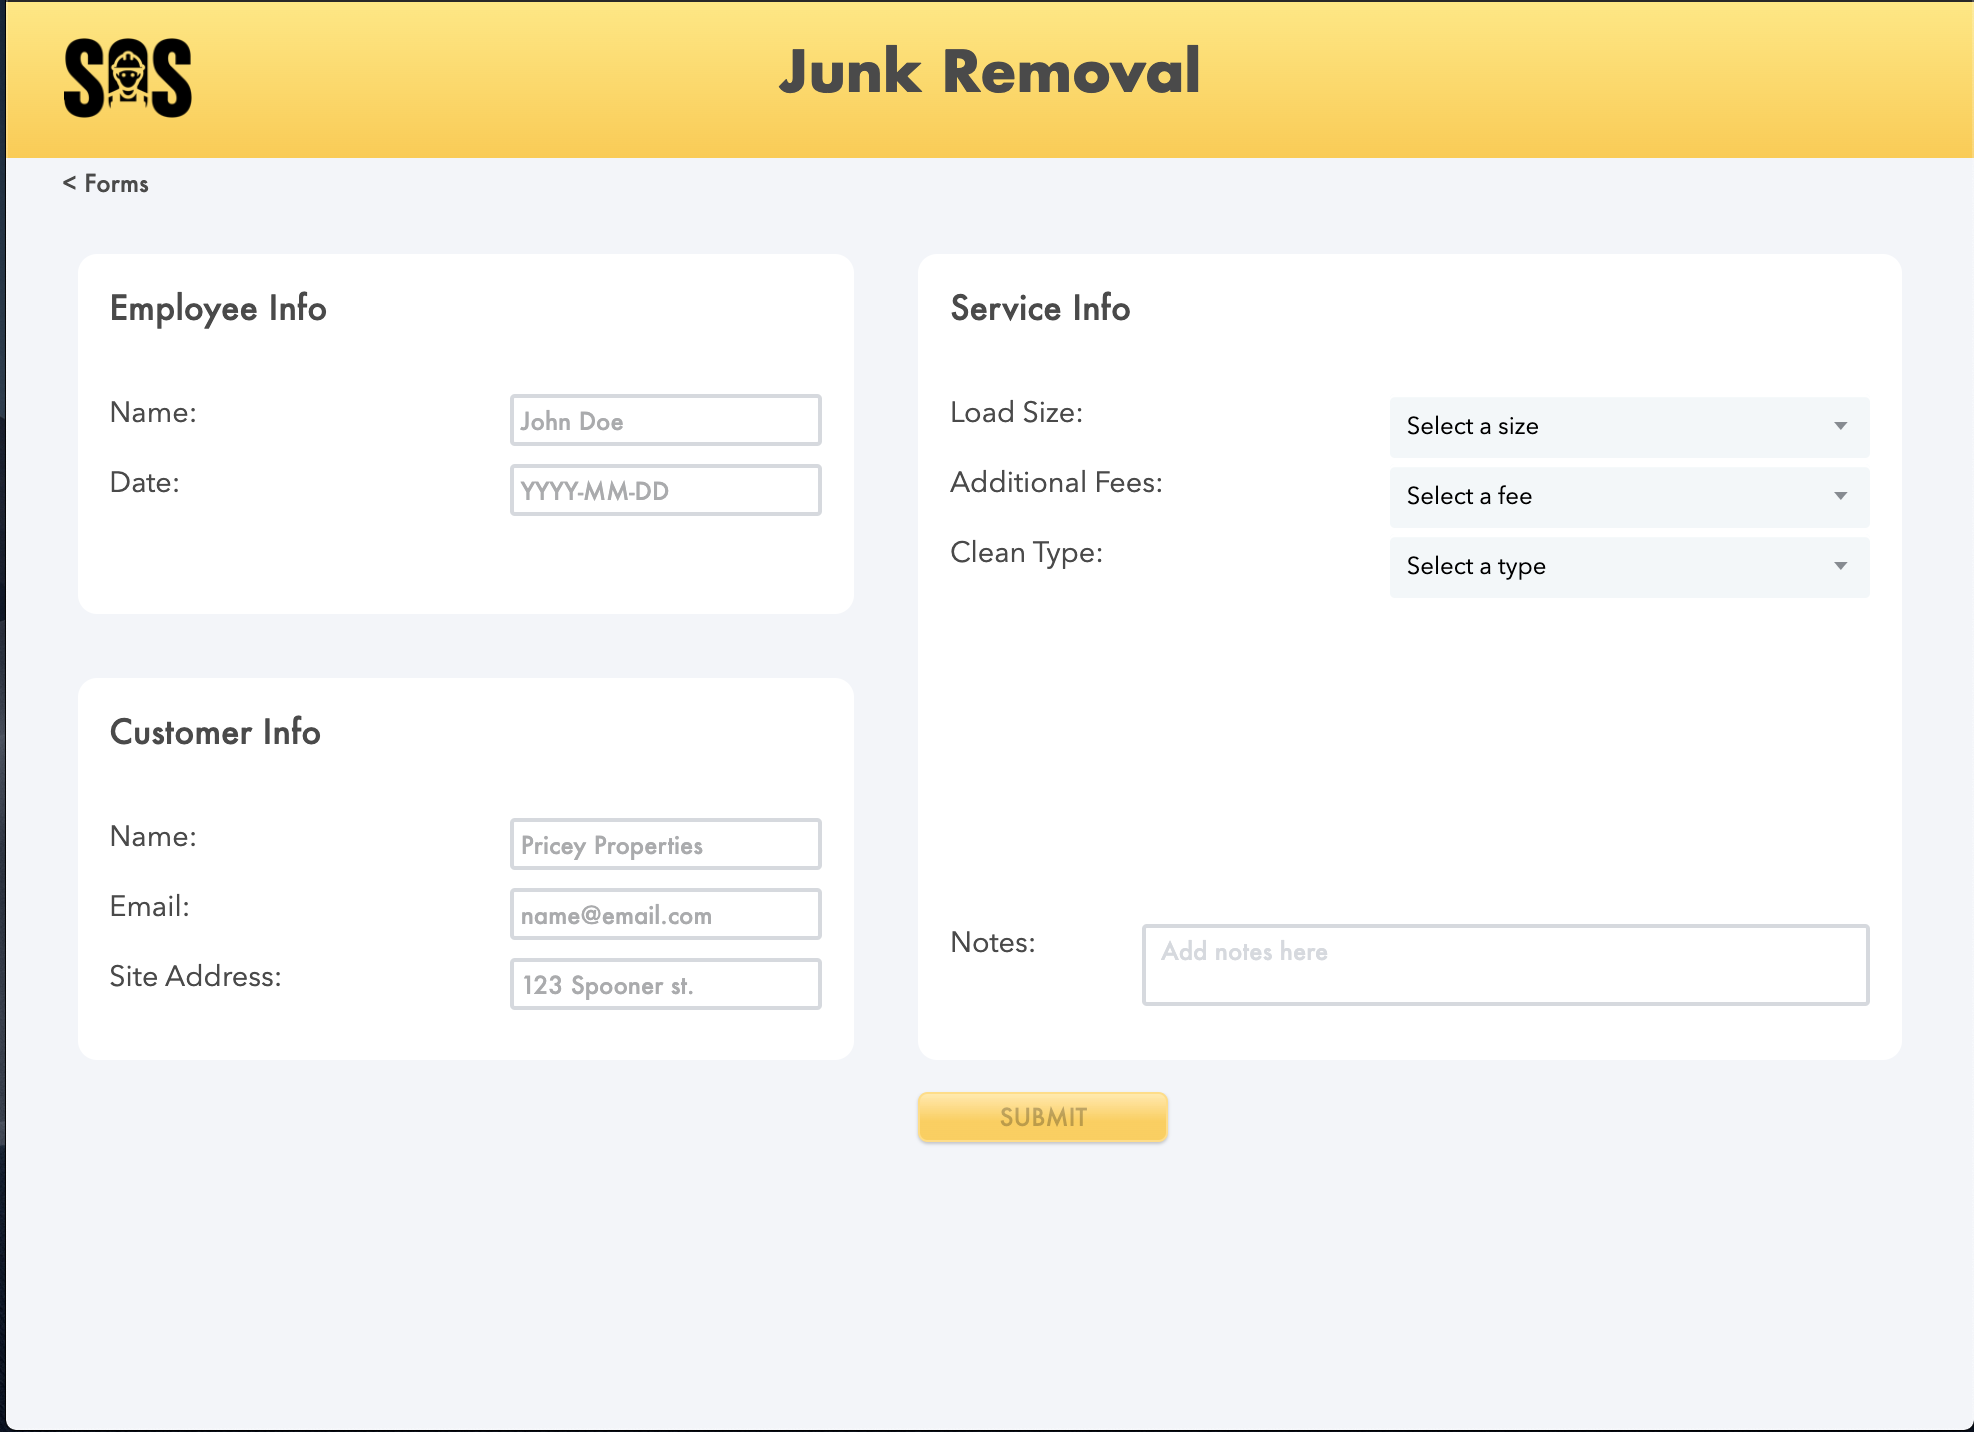 SOS
Junk Removal
< Forms
Employee Info
Name:
John Doe
Date:
YYYY-MM-DD
Customer Info
Name:
Pricey Properties
Email:
name@email.com
Site Address:
123 Spooner st.
Service Info
Load Size:
Select a size
Additional Fees:
Select a fee
Clean Type:
Select a type
Notes:
Add notes here
SUBMIT